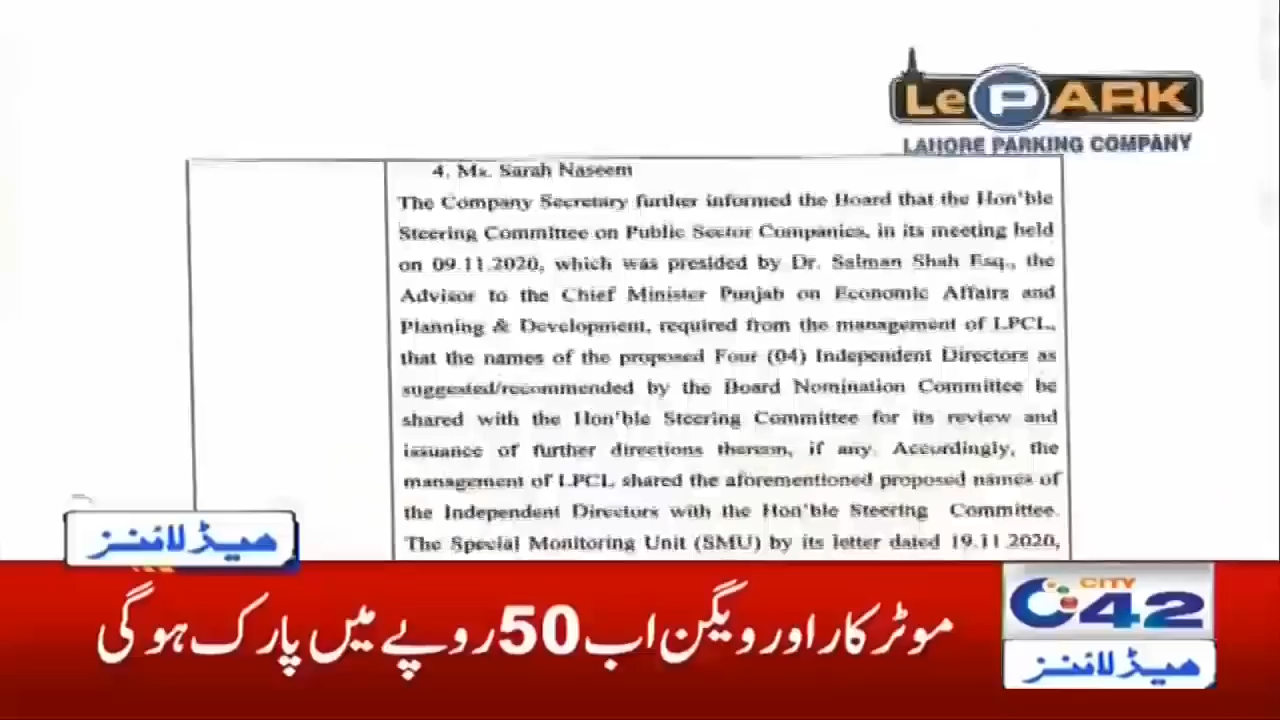 Le PARK
LAHORE PARKING COMPANY
4. Ms. Sarah Naseem
The Company Secretary further informed the Board that the Hon'ble
Steering Committee on Public Sector Companies, in its meeting held
on 09.11.2020, which was presided by Dr. Salman Shah Esq., the
Advisor to the Chief Minister Punjab on Economic Affairs and
Planning & Development, required from the management of LPCL,
that the names of the proposed Four (04) Independent Directors as
suggested/recommended by the Board Nomination Committee be
shared with the Hon'ble Steering Committee for its review and
issuance of further directions thereon, if any. Accordingly, the
management of LPCL shared the aforementioned proposed names of
the Independent Directors with the Hon'ble Steering Committee.
The Special Monitoring Unit (SMU) by its letter dated 19.11.2020,
ہیڈ لائنز
موٹر کار اور ویگن اب 50 روپے میں پارک ہو گی
CITY
42
ہیڈ لائنز